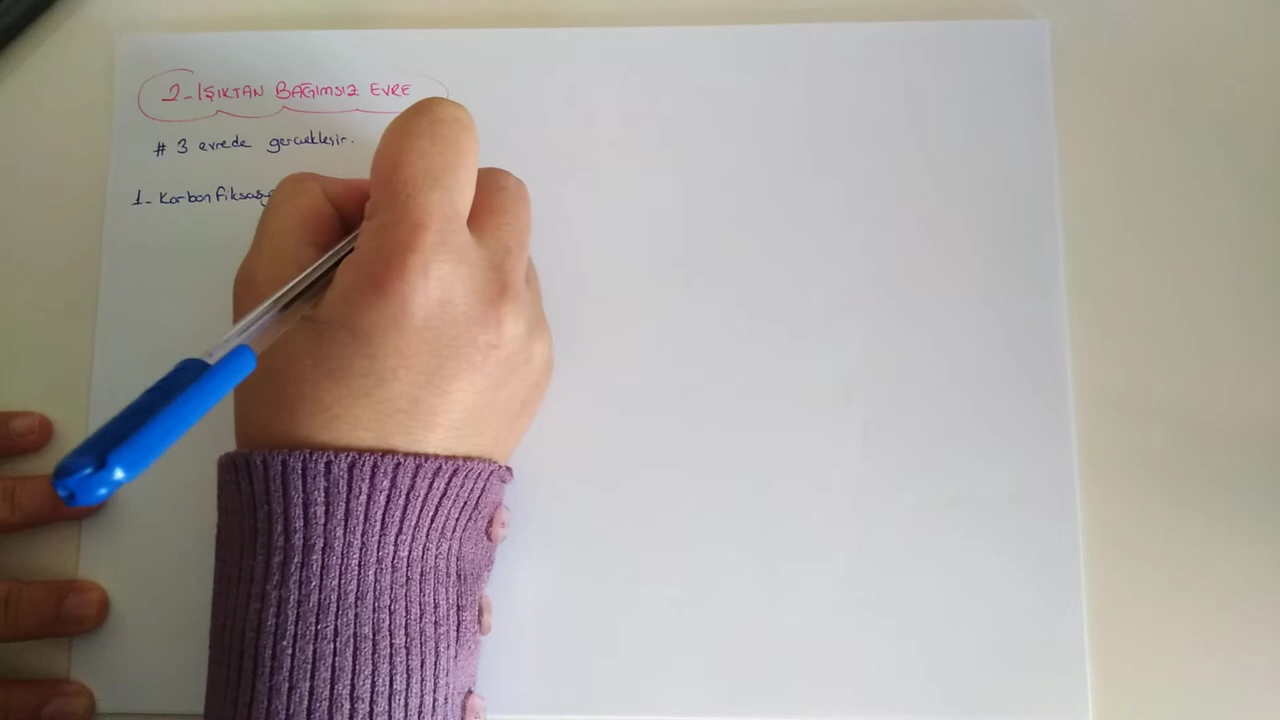 2- IŞIKTAN BAĞIMSIZ EVRE
# 3 evrede gerçekleşir.
1- Karbon fiksasy